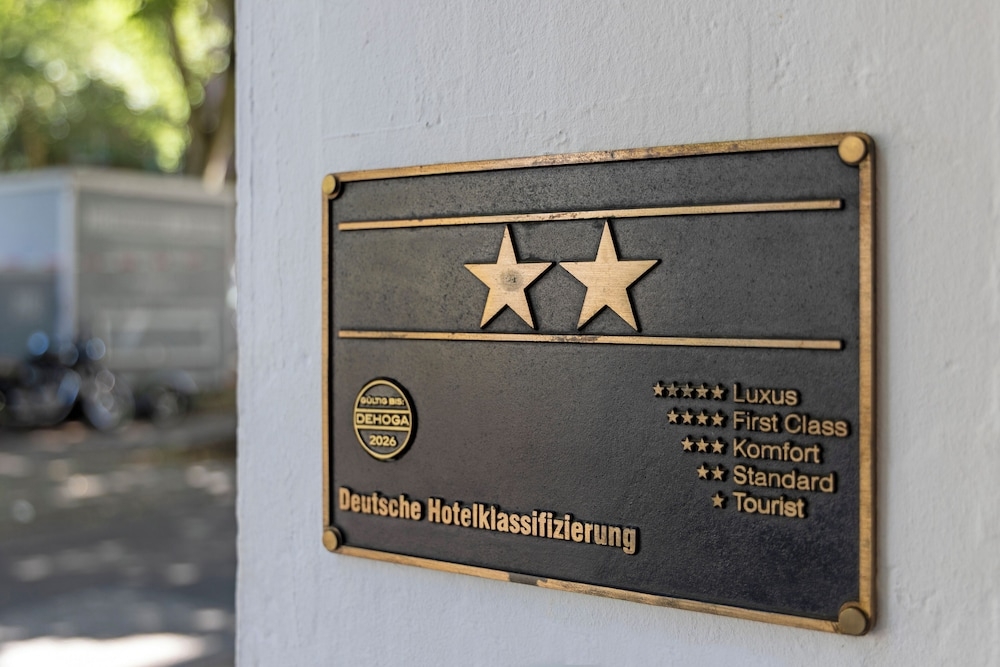 GÜLTIG BIS:
DEHOGA
2026
★★★★★ Luxus
★★★★ First Class
★★★ Komfort
★★ Standard
★ Tourist
Deutsche Hotelklassifizierung